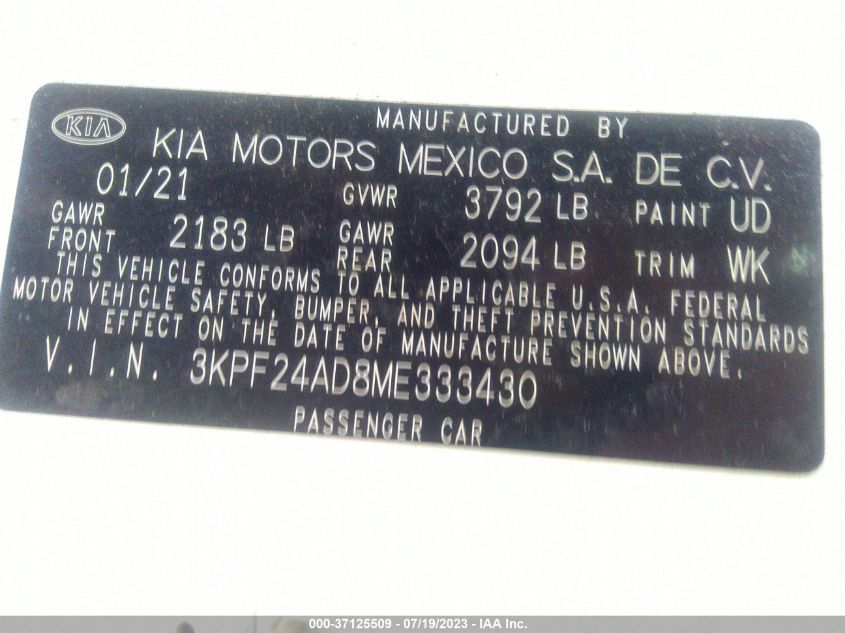 KIA
MANUFACTURED BY
KIA MOTORS MEXICO S.A. DE C.V.
01/21 GVWR 3792 LB PAINT UD
GAWR FRONT 2183 LB GAWR REAR 2094 LB TRIM WK
THIS VEHICLE CONFORMS TO ALL APPLICABLE U.S.A. FEDERAL
MOTOR VEHICLE SAFETY, BUMPER, AND THEFT PREVENTION STANDARDS
IN EFFECT ON THE DATE OF MANUFACTURE SHOWN ABOVE.
V.I.N. 3KPF24AD8ME333430
PASSENGER CAR
000-37125509 - 07/19/2023 - IAA Inc.